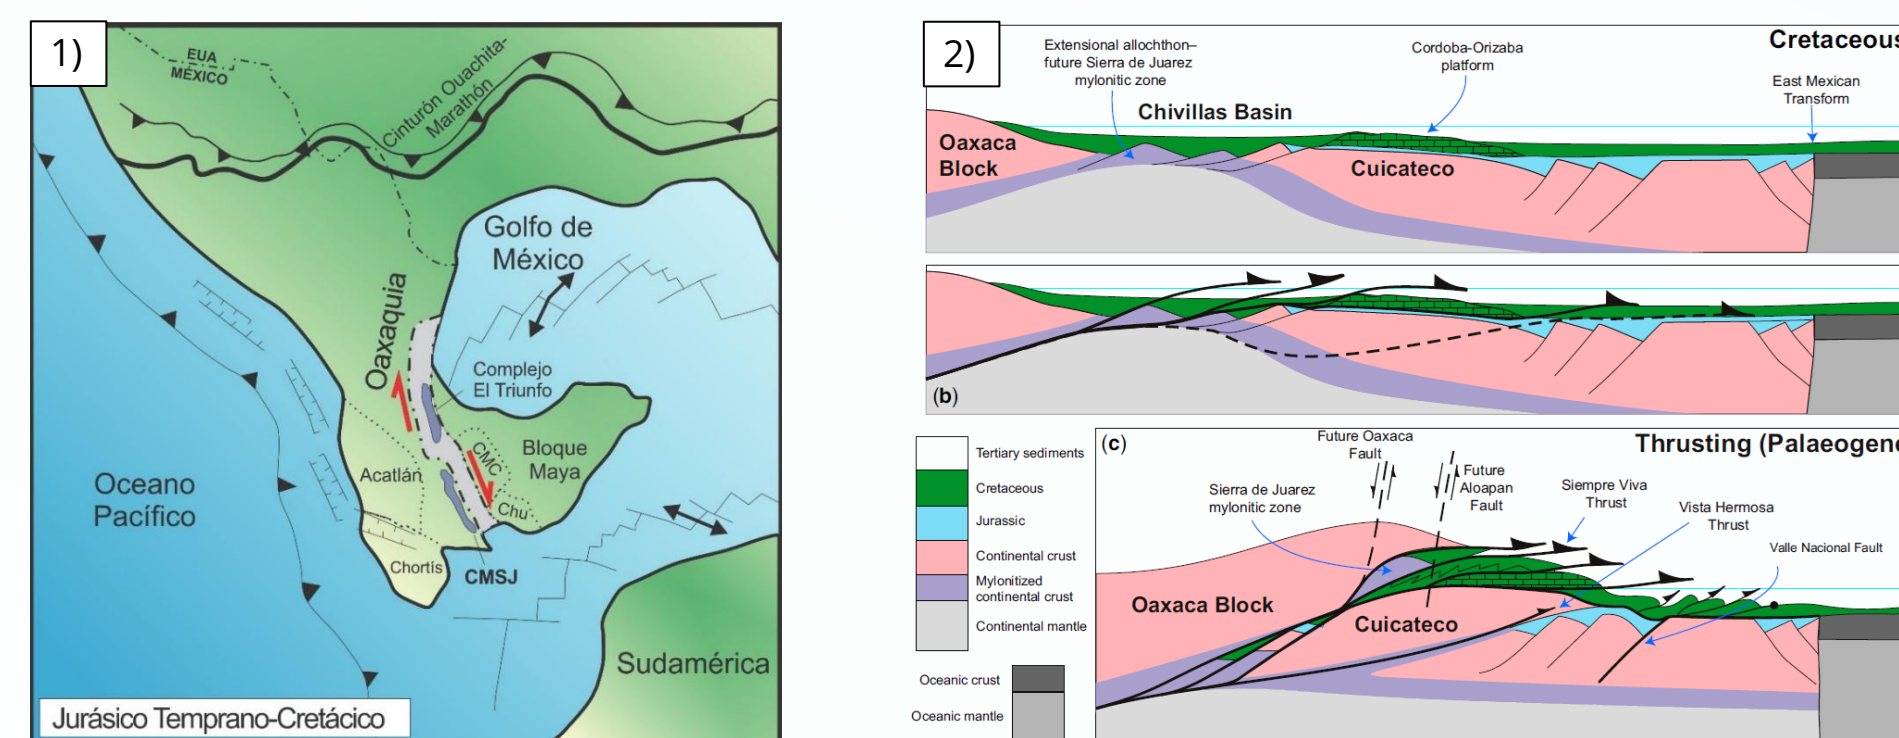 1)
EUA
MÉXICO
Cinturón Ouachita-
Marathón
Golfo de
México
Oaxaquia
Complejo
El Triunfo
CMC
Bloque
Maya
Acatlán
Chu
Oceano
Pacífico
Chortís
CMSJ
Sudamérica
Jurásico Temprano-Cretácico
2)
Extensional allochthon–
future Sierra de Juarez
mylonitic zone
Cordoba-Orizaba
platform
Cretaceous
East Mexican
Transform
Chivillas Basin
Oaxaca
Block
Cuicateco
(b)
(c)
Future Oaxaca
Fault
Thrusting (Palaeogene
Future
Aloapan
Fault
Sierra de Juarez
mylonitic zone
Siempre Viva
Thrust
Vista Hermosa
Thrust
Valle Nacional Fault
Oaxaca Block
Cuicateco
Tertiary sediments
Cretaceous
Jurassic
Continental crust
Mylonitized
continental crust
Continental mantle
Oceanic crust
Oceanic mantle